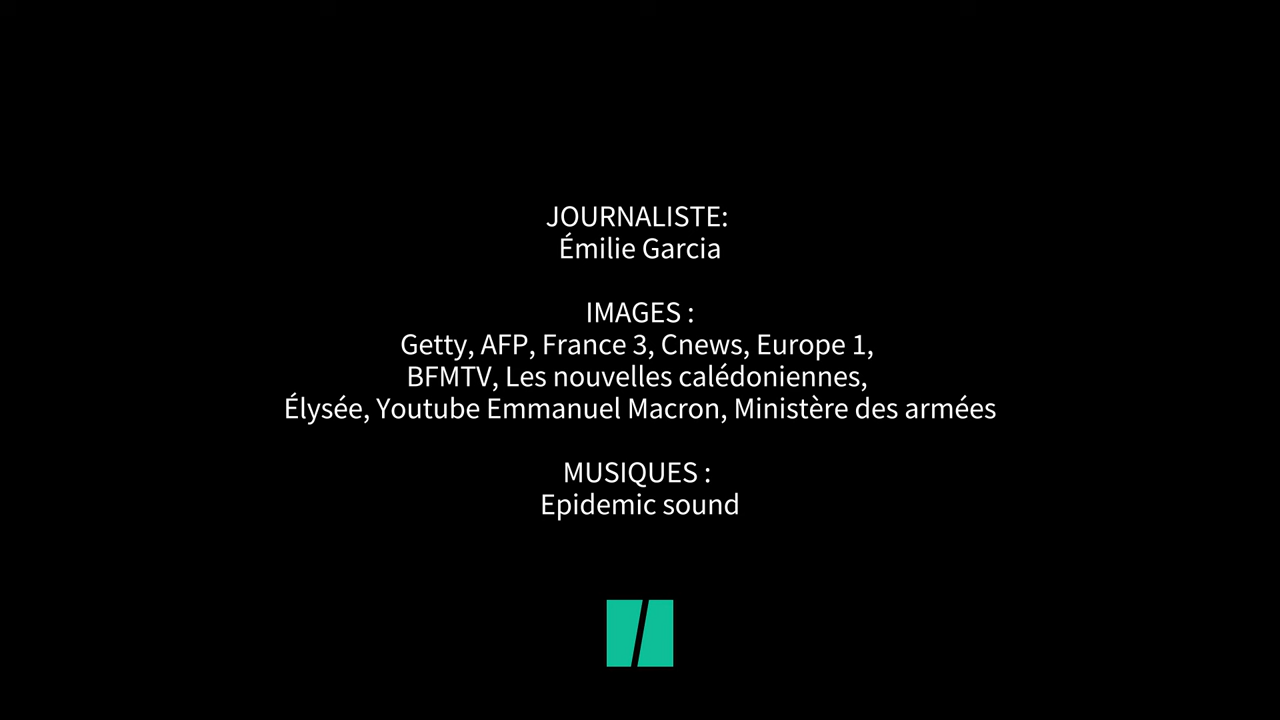 JOURNALISTE:
Émilie Garcia
IMAGES :
Getty, AFP, France 3, Cnews, Europe 1,
BFMTV, Les nouvelles calédoniennes,
Élysée, Youtube Emmanuel Macron, Ministère des armées
MUSIQUES :
Epidemic sound